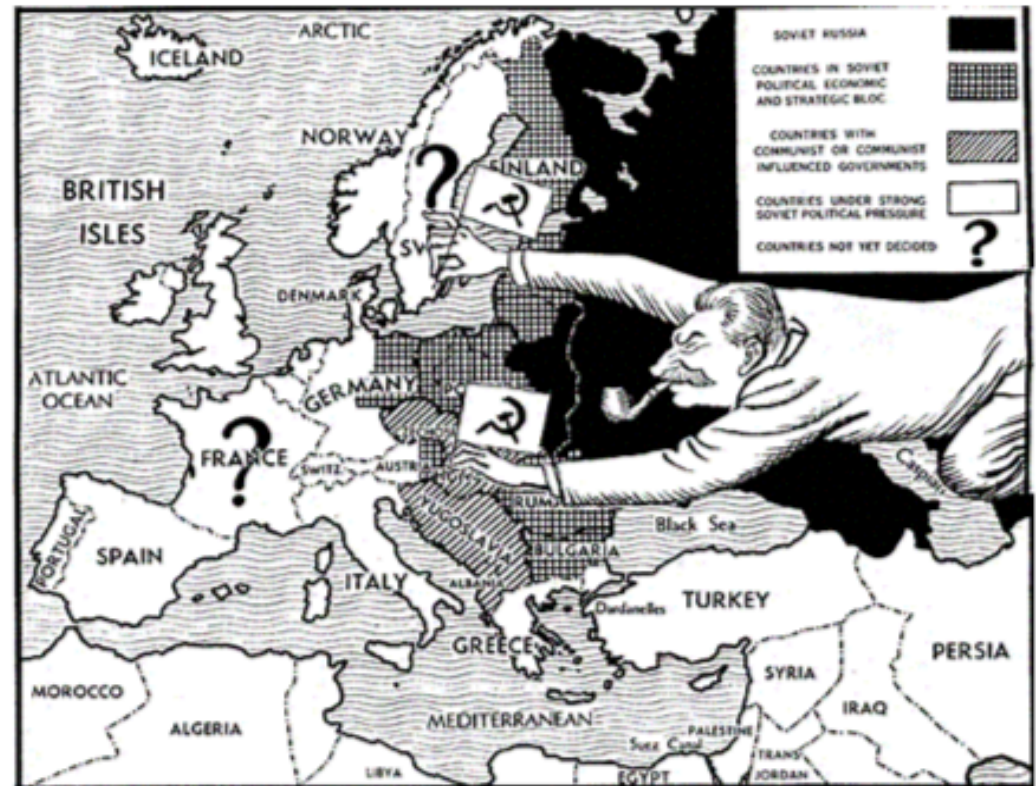 ARCTIC
ICELAND
NORWAY
FINLAND
?
BRITISH
ISLES
DENMARK
ATLANTIC
OCEAN
GERMANY
FRANCE
?
SWITZ.
AUSTRIA
YUGOSLAVIA
RUM
BULGARIA
Black Sea
Caspian
PORTUGAL
SPAIN
ITALY
ALBANIA
GREECE
Dardanelles
TURKEY
PERSIA
SYRIA
IRAQ
MOROCCO
ALGERIA
MEDITERRANEAN
Suez Canal
PALESTINE
TRANS
JORDAN
LIBYA
EGYPT
SOVIET RUSSIA
COUNTRIES IN SOVIET
POLITICAL ECONOMIC
AND STRATEGIC BLOC.
COUNTRIES WITH
COMMUNIST OR COMMUNIST
INFLUENCED GOVERNMENTS
COUNTRIES UNDER STRONG
SOVIET POLITICAL PRESSURE
COUNTRIES NOT YET DECIDED ?